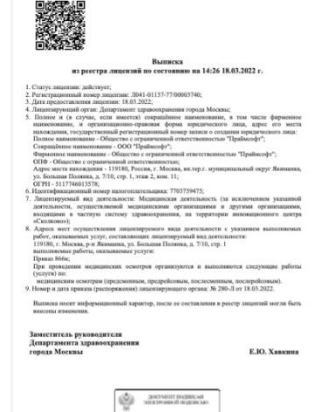 Выписка
из реестра лицензий по состоянию на 14:26 18.03.2022 г.
1. Статус лицензии: действует;
2. Регистрационный номер лицензии: Л041-01137-77/00003740;
3. Дата предоставления лицензии: 18.03.2022;
4. Лицензирующий орган: Департамент здравоохранения города Москвы;
5. Полное и (в случае, если имеется) сокращённое наименование, в том числе фирменное
наименование, и организационно-правовая форма юридического лица, адрес его места
нахождения, государственный регистрационный номер записи о создании юридического лица:
Полное наименование - Общество с ограниченной ответственностью "Праймсофт";
Сокращённое наименование - ООО "Праймсофт";
Фирменное наименование - Общество с ограниченной ответственностью "Праймсофт";
ОПФ - Общество с ограниченной ответственностью;
Адрес места нахождения - 119180, Россия, г. Москва, вн.тер.г. муниципальный округ Якиманка,
ул. Большая Полянка, д. 7/10, стр. 1, этаж 2, ком. 11;
ОГРН - 5117746013578;
6. Идентификационный номер налогоплательщика: 7707759473;
7. Лицензируемый вид деятельности: Медицинская деятельность (за исключением указанной
деятельности, осуществляемой медицинскими организациями и другими организациями,
входящими в частную систему здравоохранения, на территории инновационного центра
«Сколково»);
8. Адреса мест осуществления лицензируемого вида деятельности с указанием выполняемых
работ, оказываемых услуг, составляющих лицензируемый вид деятельности:
119180, г. Москва, р-н Якиманка, ул. Большая Полянка, д. 7/10, стр. 1
выполняемые работы, оказываемые услуги:
Приказ 866н;
При проведении медицинских осмотров организуются и выполняются следующие работы
(услуги) по:
медицинским осмотрам (предсменным, предрейсовым, послесменным, послерейсовым).
9. Номер и дата приказа (распоряжения) лицензирующего органа: № 280-Л от 18.03.2022.
Выписка носит информационный характер, после ее составления в реестр лицензий могли быть
внесены изменения.
Заместитель руководителя
Департамента здравоохранения
города Москвы
Е.Ю. Хавкина
ДОКУМЕНТ ПОДПИСАН
ЭЛЕКТРОННОЙ ПОДПИСЬЮ